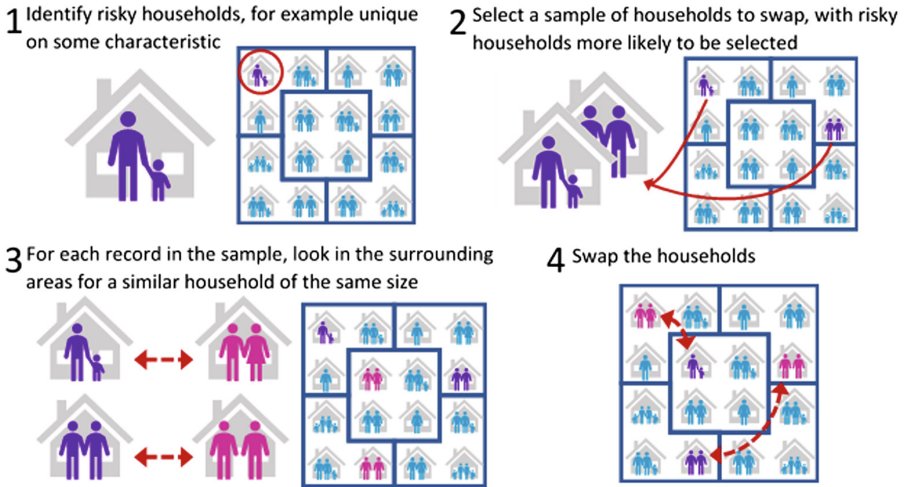 1 Identify risky households, for example unique
on some characteristic
2 Select a sample of households to swap, with risky
households more likely to be selected
3 For each record in the sample, look in the surrounding
areas for a similar household of the same size
4 Swap the households